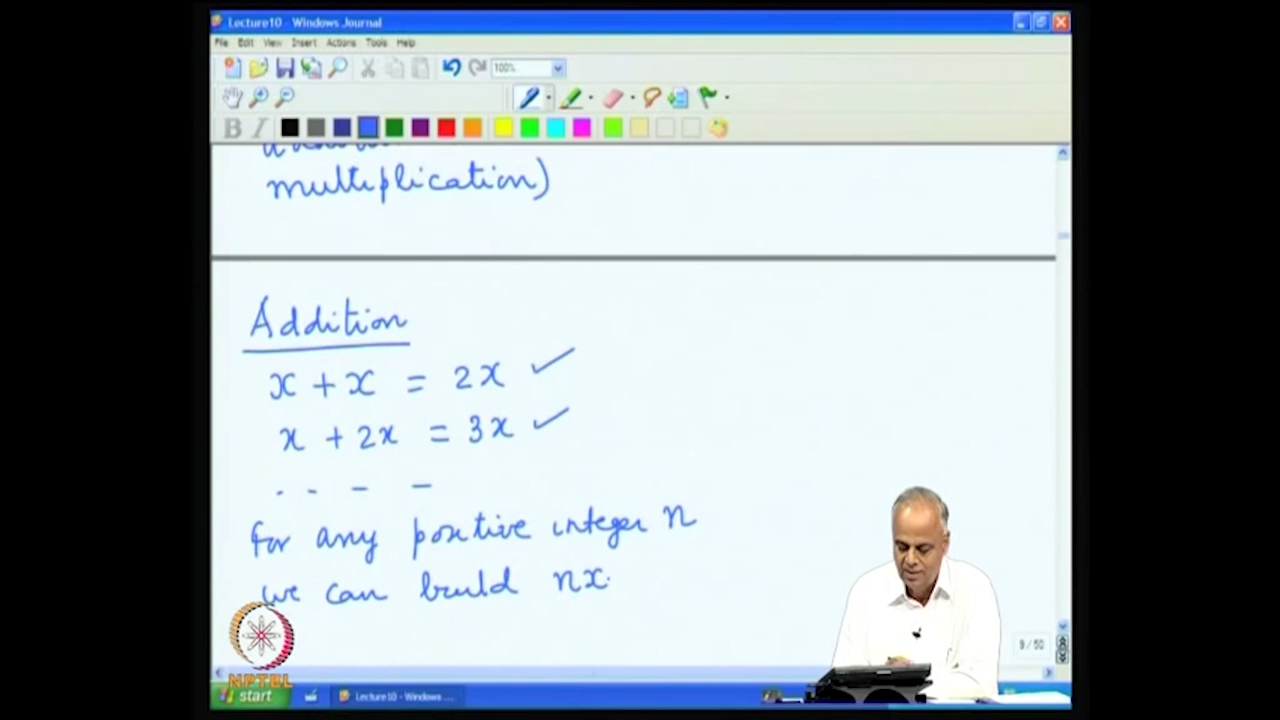 Lecture10 - Windows Journal
File Edit View Insert Actions Tools Help
100%
B I
multiplication)
Addition
x + x = 2x ✓
x + 2x = 3x ✓
. . - -
For any positive integer n
we can build nx.
9 / 50
NPTEL
start Lecture10 - Windows ...